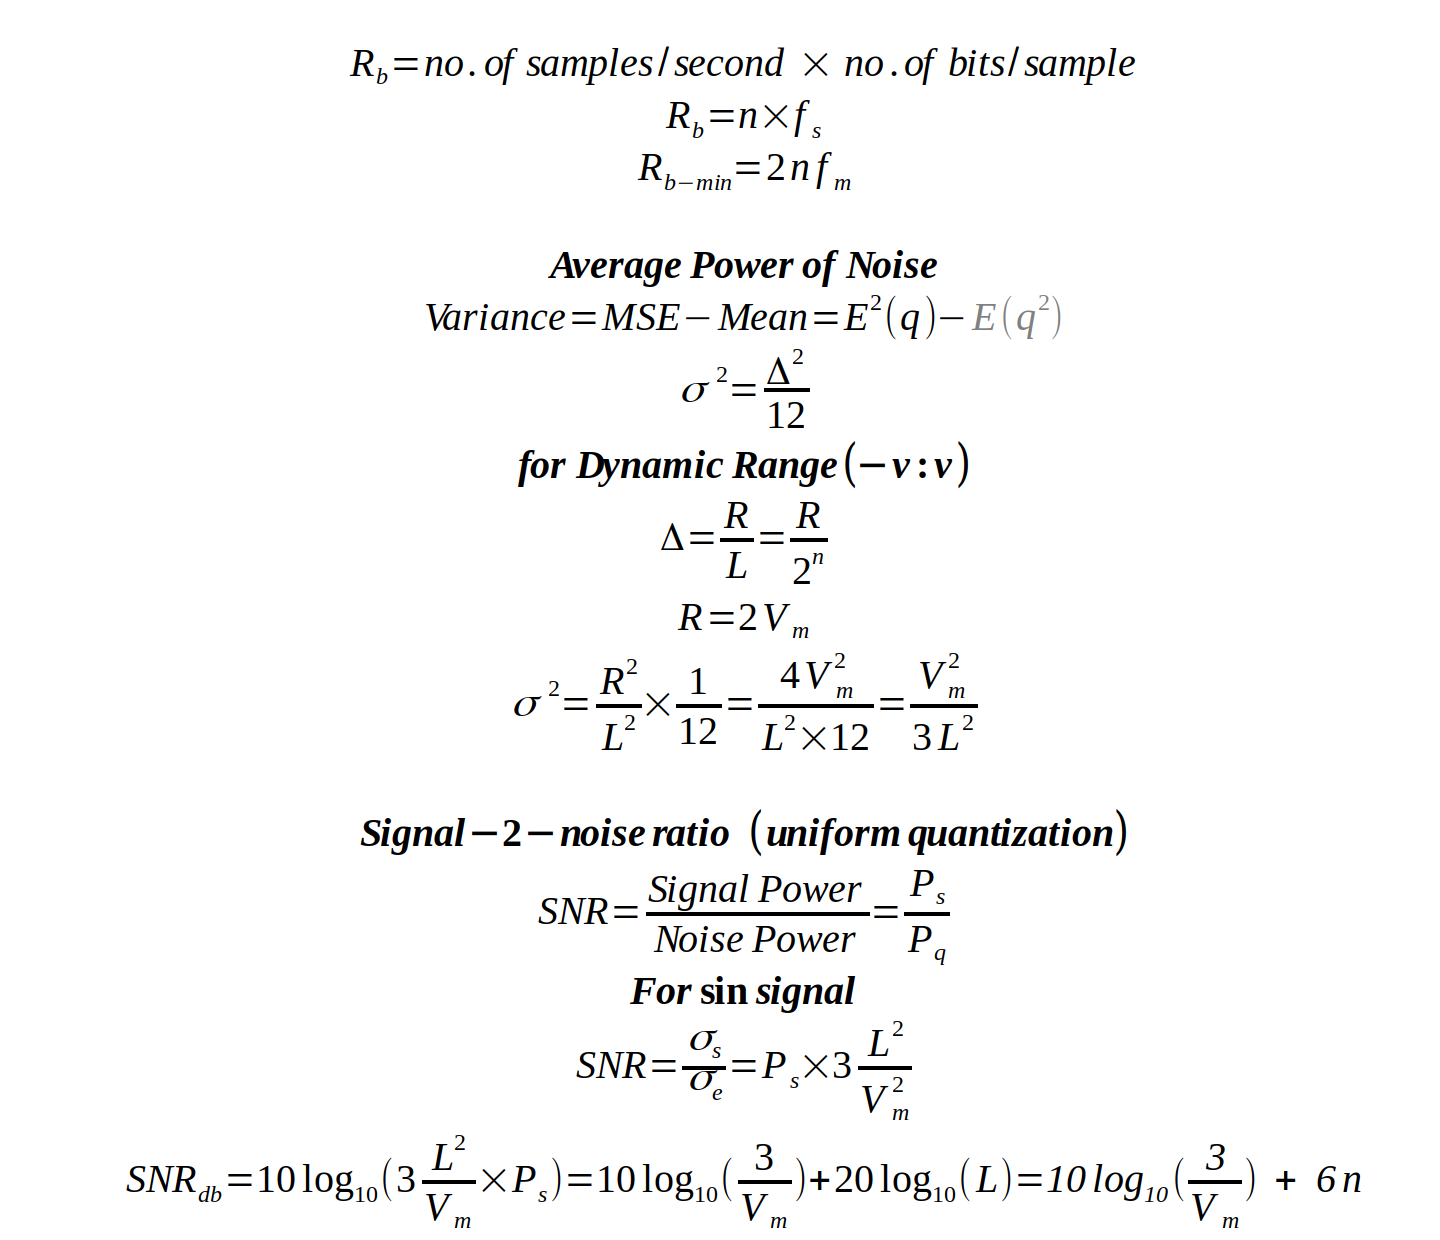 R_b = no. of samples/second × no. of bits/sample
R_b = n × f_s
R_{b−min} = 2 n f_m
Average Power of Noise
Variance = MSE − Mean = E^2(q) − E(q^2)
σ^2 = Δ^2/12
for Dynamic Range (−v : v)
Δ = R/L = R/2^n
R = 2 V_m
σ^2 = R^2/L^2 × 1/12 = 4 V_m^2/(L^2 × 12) = V_m^2/(3 L^2)
Signal−2−noise ratio (uniform quantization)
SNR = Signal Power/Noise Power = P_s/P_q
For sin signal
SNR = σ_s/σ_e = P_s × 3 L^2/V_m^2
SNR_db = 10 log_10(3 L^2/V_m × P_s) = 10 log_10(3/V_m) + 20 log_10(L) = 10 log_10(3/V_m) + 6 n